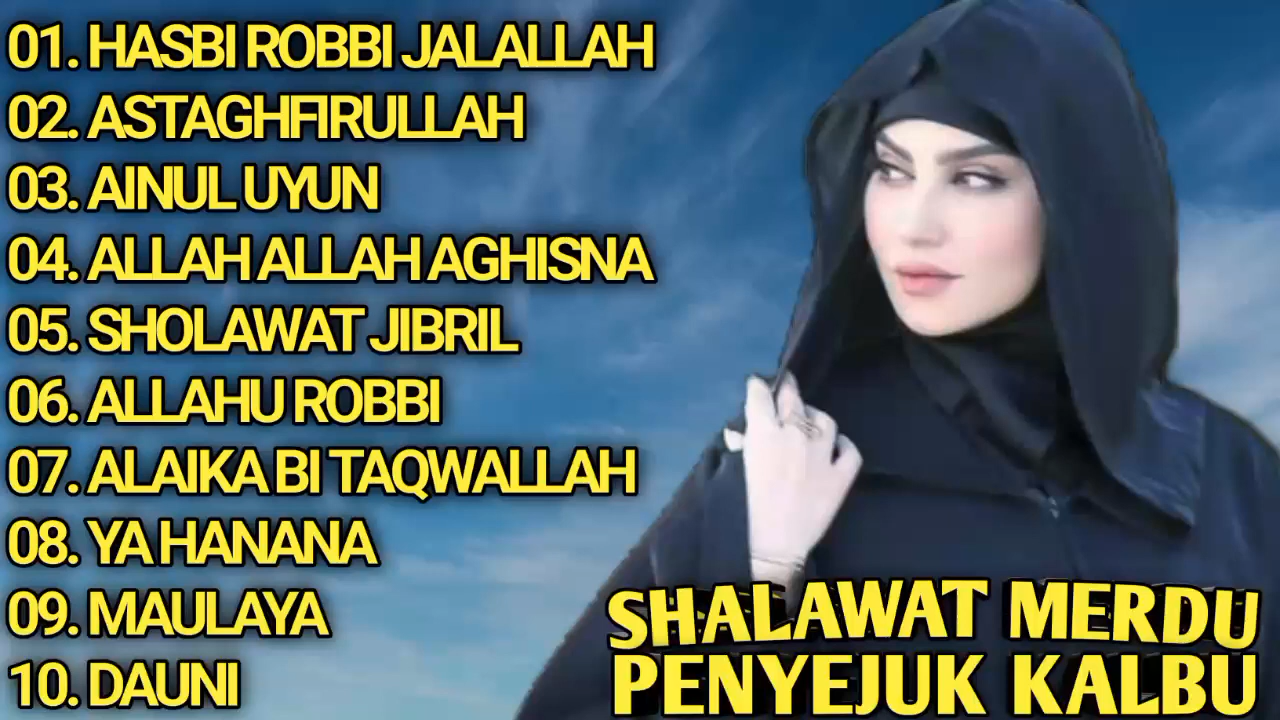 01. HASBI ROBBI JALALLAH
02. ASTAGHFIRULLAH
03. AINUL UYUN
04. ALLAH ALLAH AGHISNA
05. SHOLAWAT JIBRIL
06. ALLAHU ROBBI
07. ALAIKA BI TAQWALLAH
08. YA HANANA
09. MAULAYA
10. DAUNI
SHALAWAT MERDU
PENYEJUK KALBU